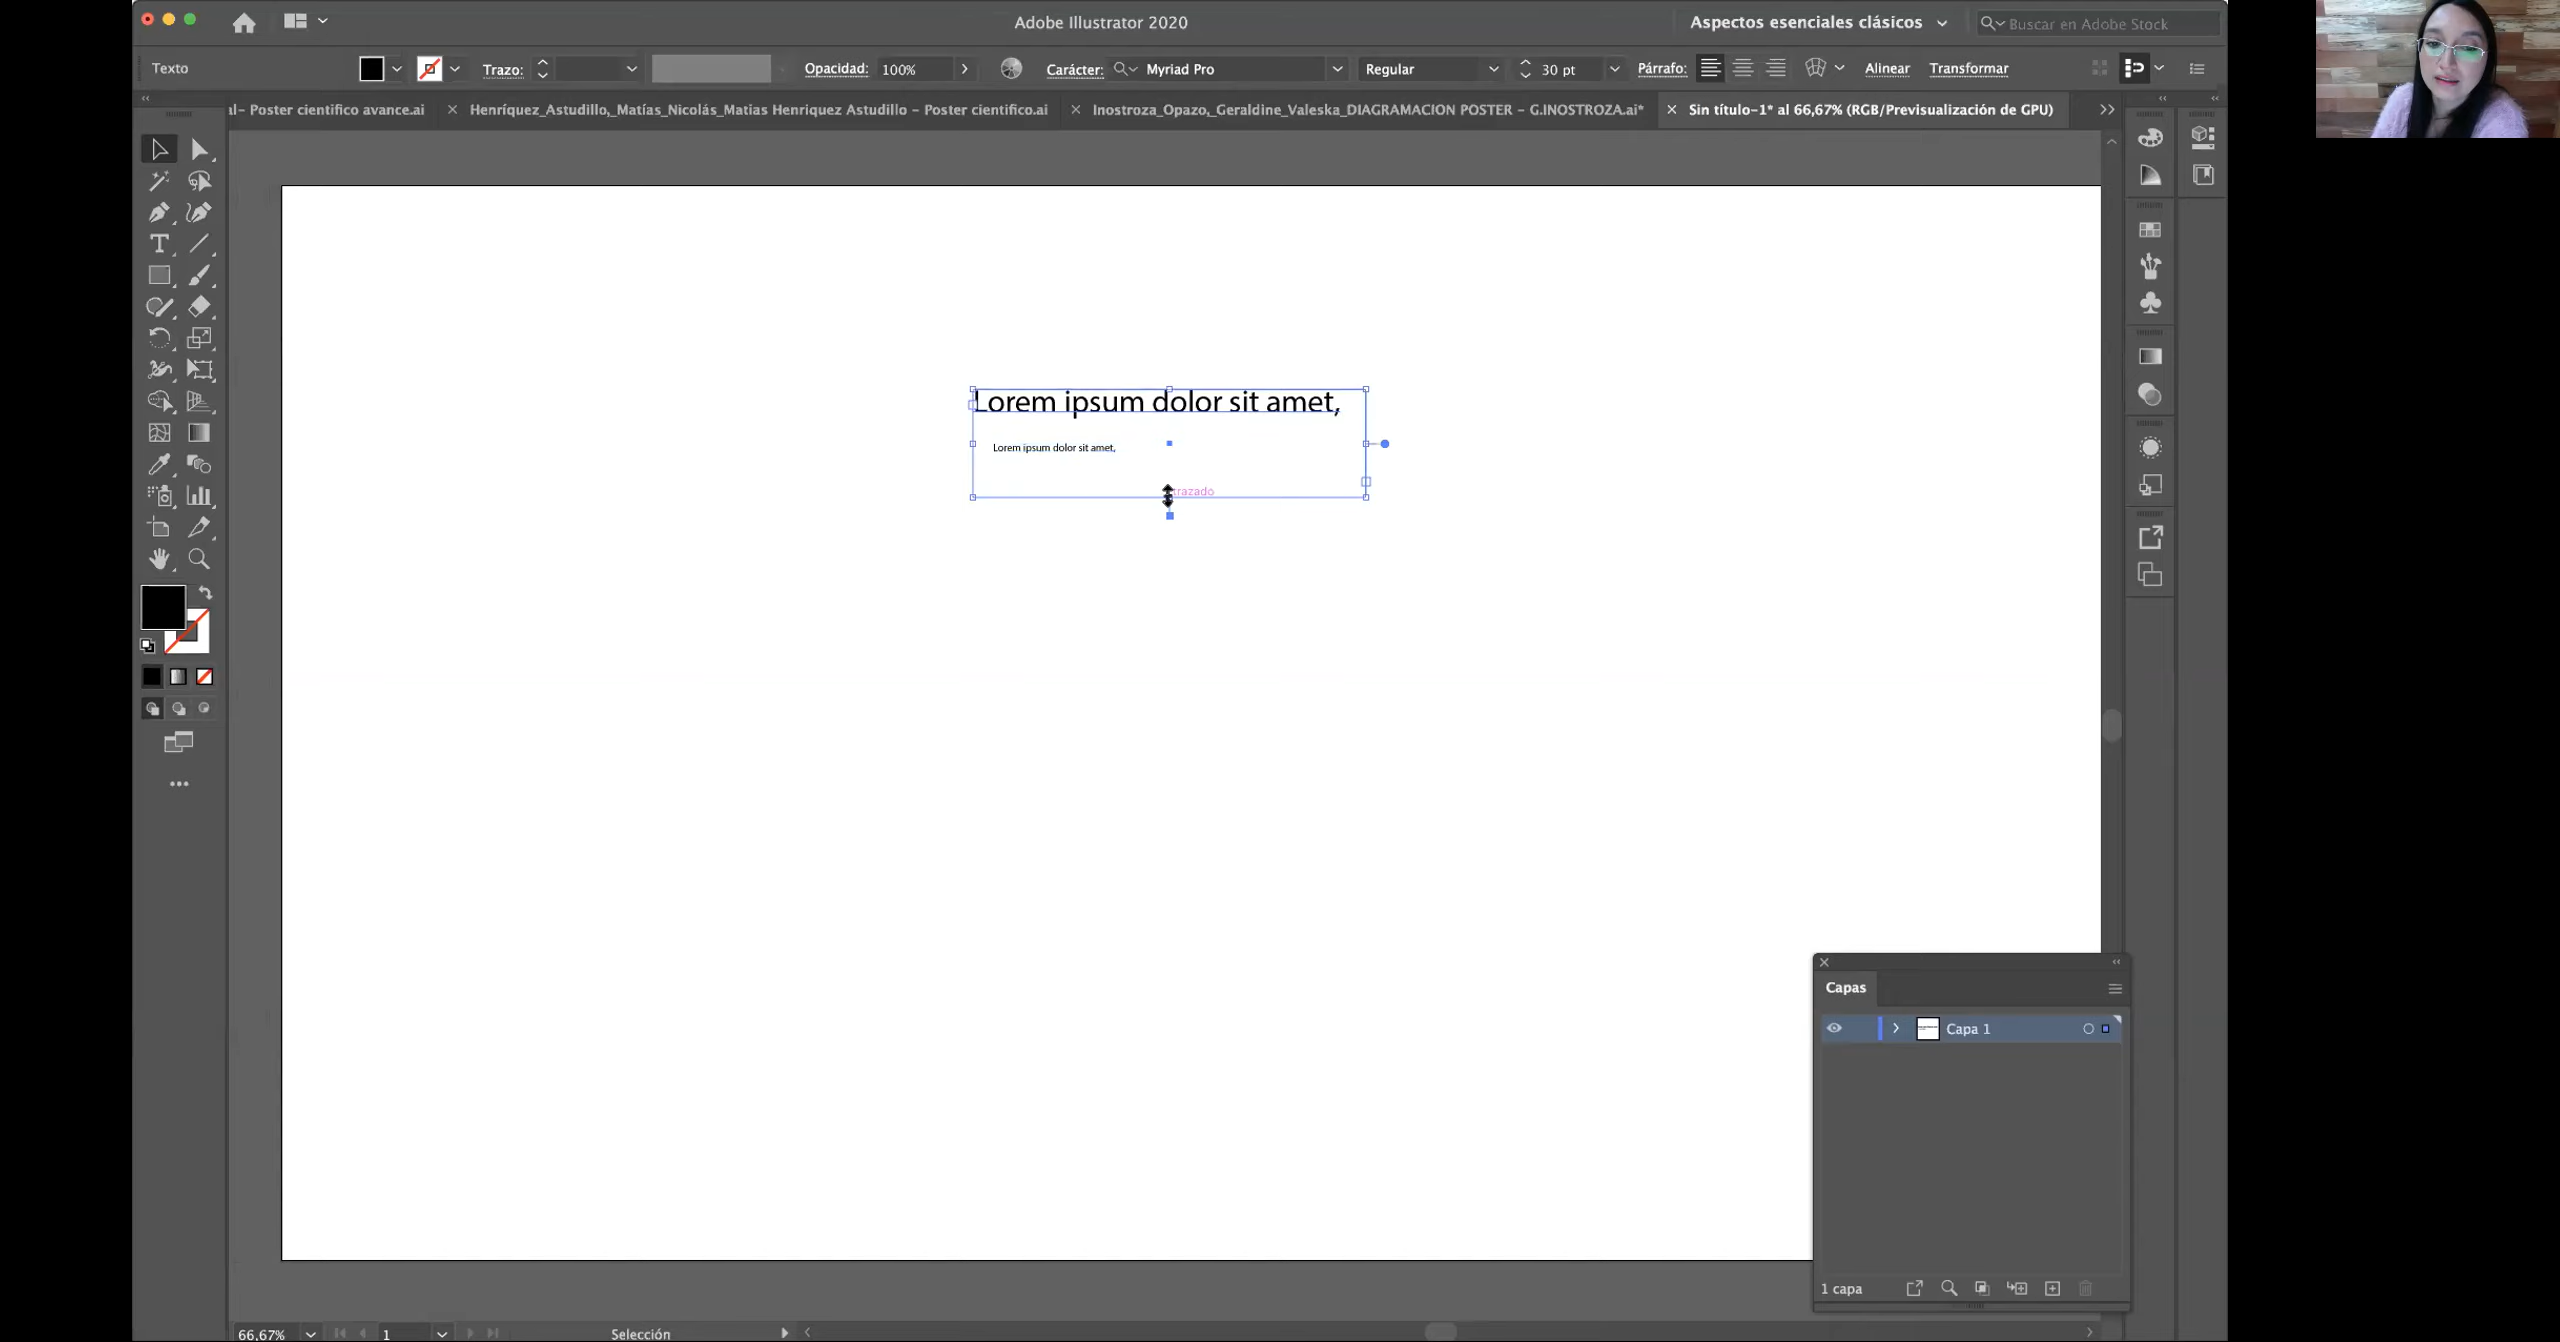 Adobe Illustrator 2020
Aspectos esenciales clásicos
Buscar en Adobe Stock
Texto
Trazo:
Opacidad: 100%
Carácter: Myriad Pro
Regular
30 pt
Párrafo:
Alinear
Transformar
al- Poster cientifico avance.ai
Henríquez_Astudillo,_Matías_Nicolás_Matias Henriquez Astudillo - Poster cientifico.ai
Inostroza_Opazo,_Geraldine_Valeska_DIAGRAMACION POSTER - G.INOSTROZA.ai*
Sin título-1* al 66,67% (RGB/Previsualización de GPU)
Lorem ipsum dolor sit amet,
Lorem ipsum dolor sit amet,
trazado
Capas
Capa 1
1 capa
66,67%
1
Selección